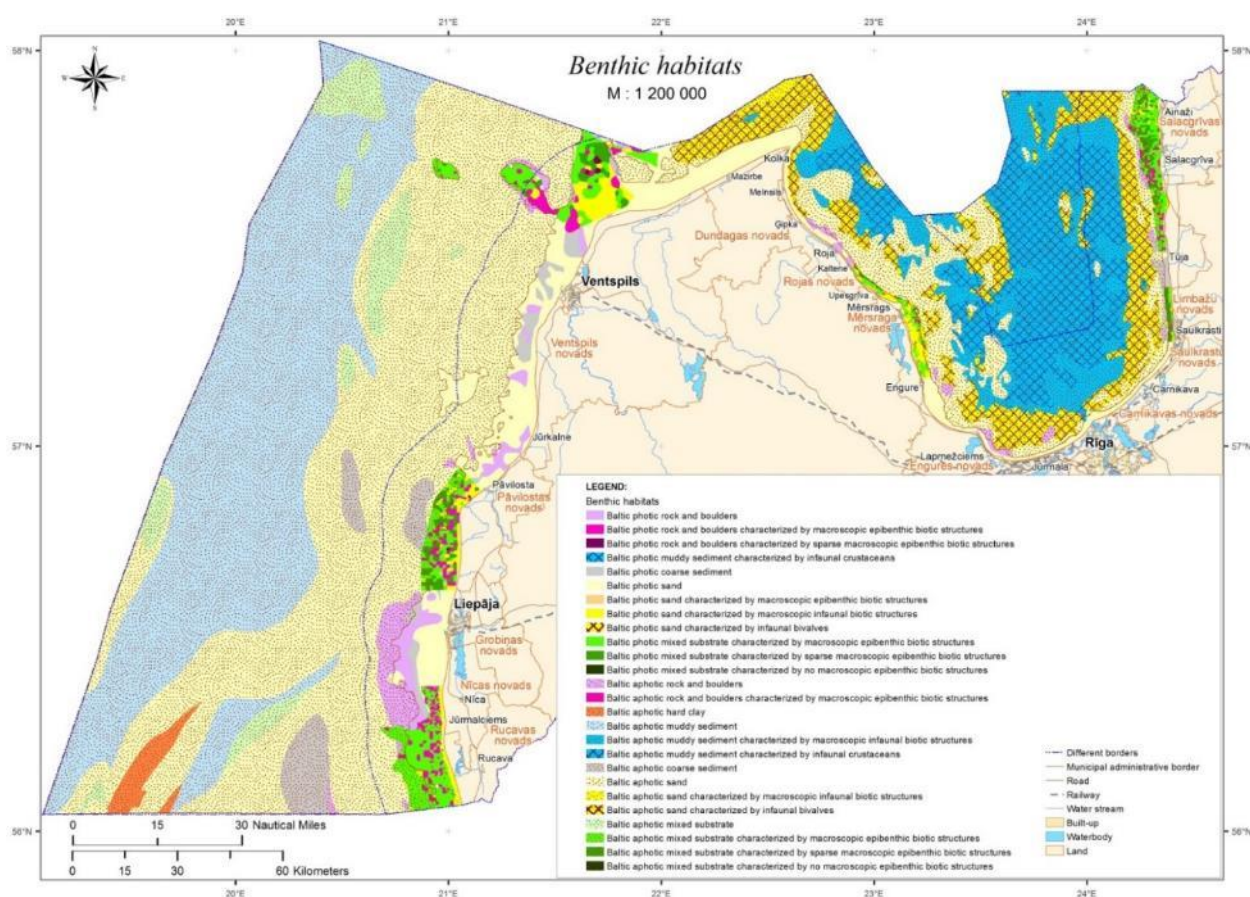 20°E 21°E 22°E 23°E 24°E
58°N 58°N
N
W E
S
Benthic habitats
M : 1 200 000
Ainaži
Salacgrīvas
novads
Salacgrīva
Kolka
Mazirbe
Melnsils
Ģipka
Dundagas novads
Roja
Kaltene
Rojas novads
Tūja
Ventspils
Upesgrīva
Mērsrags
Mērsraga
novads
Limbažu
novads
Saulkrasti
Saulkrastu
novads
Ventspils
novads
Engure
Carnikava
Carnikavas novads
57°N 57°N
Jūrkalne
Rīga
Lapmežciems
Engures novads
Jūrmala
Pāvilosta
Pāvilostas
novads
Liepāja
Grobiņas
novads
Nīcas novads
Nīca
Jūrmalciems
Rucavas
novads
Rucava
LEGEND:
Benthic habitats
Baltic photic rock and boulders
Baltic photic rock and boulders characterized by macroscopic epibenthic biotic structures
Baltic photic rock and boulders characterized by sparse macroscopic epibenthic biotic structures
Baltic photic muddy sediment characterized by infaunal crustaceans
Baltic photic coarse sediment
Baltic photic sand
Baltic photic sand characterized by macroscopic epibenthic biotic structures
Baltic photic sand characterized by macroscopic infaunal biotic structures
Baltic photic sand characterized by infaunal bivalves
Baltic photic mixed substrate characterized by macroscopic epibenthic biotic structures
Baltic photic mixed substrate characterized by sparse macroscopic epibenthic biotic structures
Baltic photic mixed substrate characterized by no macroscopic epibenthic biotic structures
Baltic aphotic rock and boulders
Baltic aphotic rock and boulders characterized by macroscopic epibenthic biotic structures
Baltic aphotic hard clay
Baltic aphotic muddy sediment
Baltic aphotic muddy sediment characterized by macroscopic infaunal biotic structures
Baltic aphotic muddy sediment characterized by infaunal crustaceans
Baltic aphotic coarse sediment
Baltic aphotic sand
Baltic aphotic sand characterized by macroscopic infaunal biotic structures
Baltic aphotic sand characterized by infaunal bivalves
Baltic aphotic mixed substrate
Baltic aphotic mixed substrate characterized by macroscopic epibenthic biotic structures
Baltic aphotic mixed substrate characterized by sparse macroscopic epibenthic biotic structures
Baltic aphotic mixed substrate characterized by no macroscopic epibenthic biotic structures
Different borders
Municipal administrative border
Road
Railway
Water stream
Built-up
Waterbody
Land
56°N 56°N
0 15 30 Nautical Miles
0 15 30 60 Kilometers
20°E 21°E 22°E 23°E 24°E